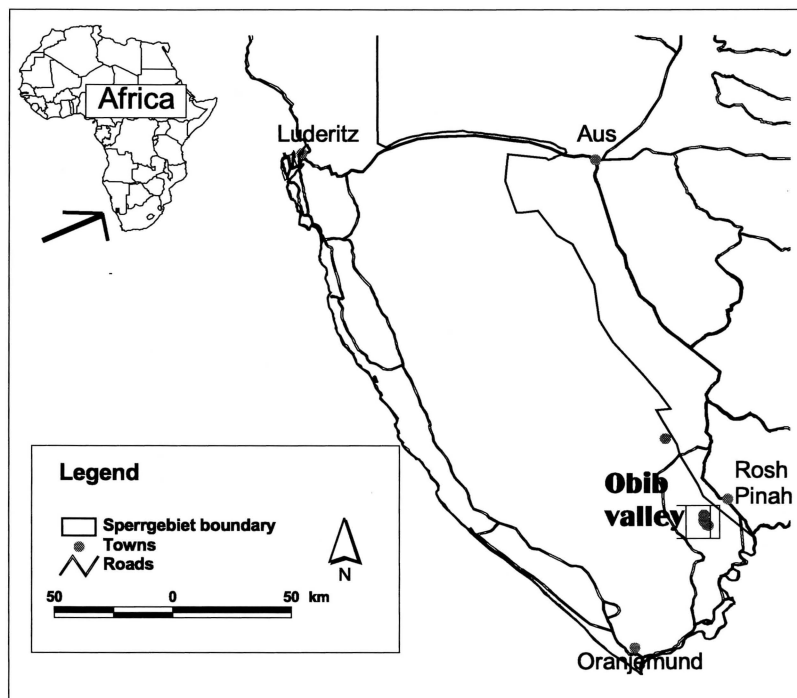 Africa
Luderitz
Aus
Obib
valley
Rosh
Pinah
Oranjemund
Legend
Sperrgebiet boundary
Towns
Roads
N
50 0 50 km